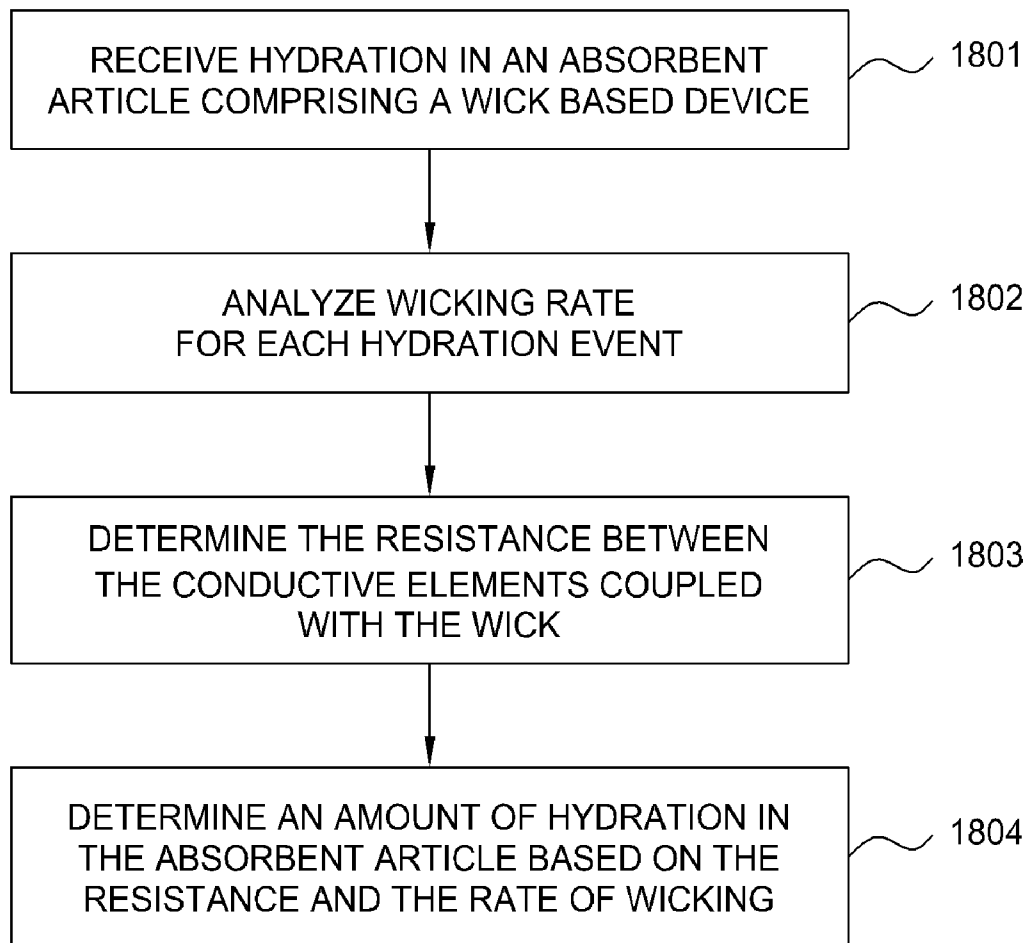 RECEIVE HYDRATION IN AN ABSORBENT
ARTICLE COMPRISING A WICK BASED DEVICE
1801
ANALYZE WICKING RATE
FOR EACH HYDRATION EVENT
1802
DETERMINE THE RESISTANCE BETWEEN
THE CONDUCTIVE ELEMENTS COUPLED
WITH THE WICK
1803
DETERMINE AN AMOUNT OF HYDRATION IN
THE ABSORBENT ARTICLE BASED ON THE
RESISTANCE AND THE RATE OF WICKING
1804